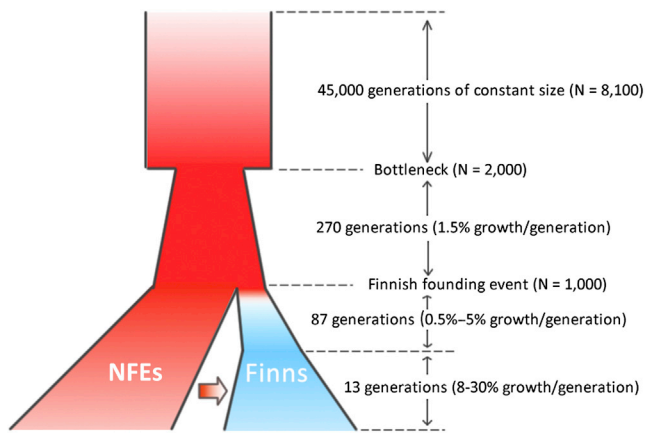 45,000 generations of constant size (N = 8,100)
Bottleneck (N = 2,000)
270 generations (1.5% growth/generation)
Finnish founding event (N = 1,000)
87 generations (0.5%–5% growth/generation)
NFEs
Finns
13 generations (8-30% growth/generation)